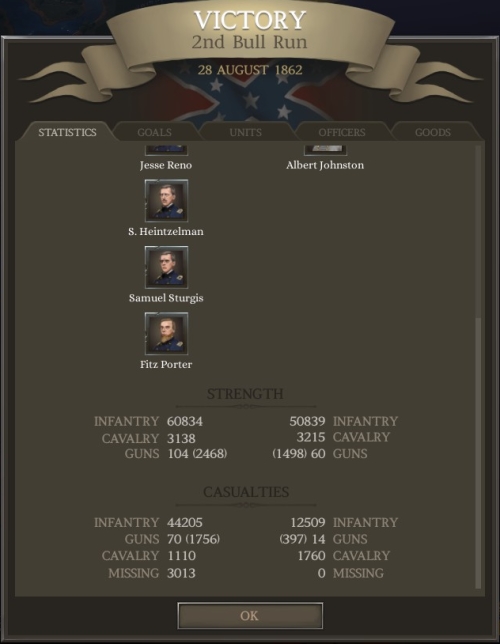 VICTORY
2nd Bull Run
28 AUGUST 1862
STATISTICS GOALS UNITS OFFICERS GOODS
Jesse Reno Albert Johnston
S. Heintzelman
Samuel Sturgis
Fitz Porter
STRENGTH
INFANTRY 60834 50839 INFANTRY
CAVALRY 3138 3215 CAVALRY
GUNS 104 (2468) (1498) 60 GUNS
CASUALTIES
INFANTRY 44205 12509 INFANTRY
GUNS 70 (1756) (397) 14 GUNS
CAVALRY 1110 1760 CAVALRY
MISSING 3013 0 MISSING
OK